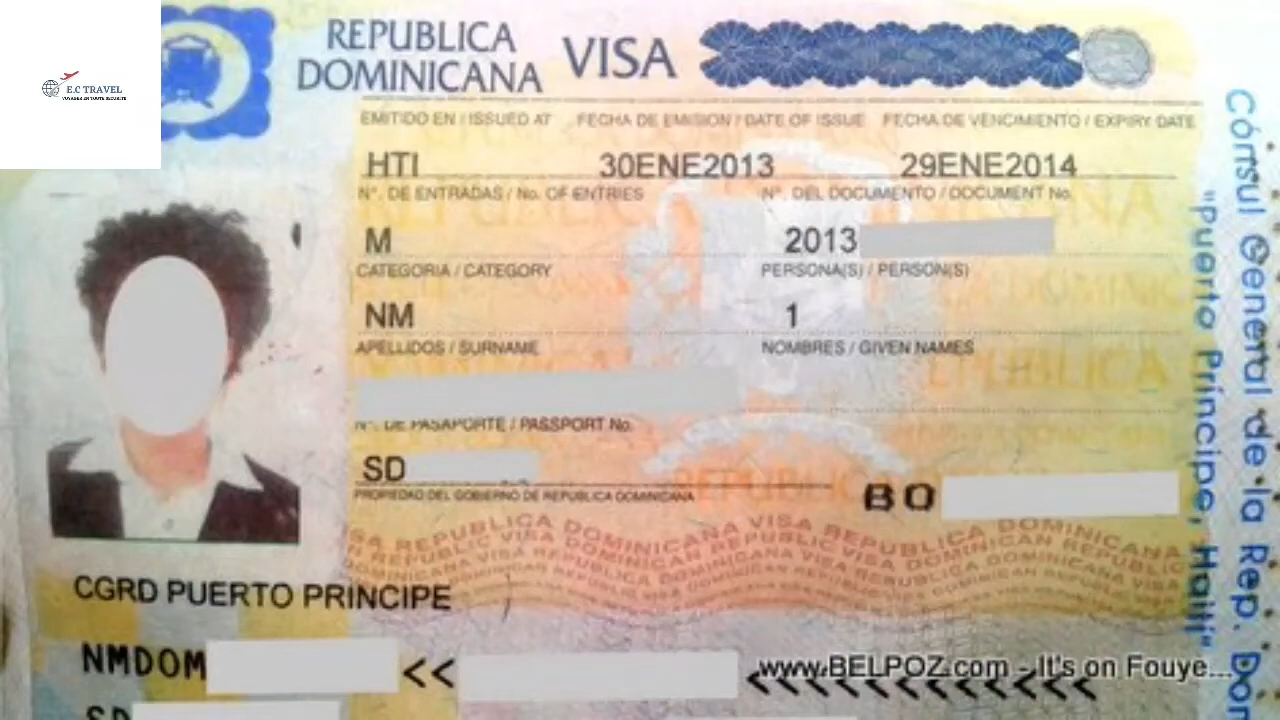 E.C TRAVEL
REPUBLICA
DOMINICANA
VISA
EMITIDO EN / ISSUED AT FECHA DE EMISION / DATE OF ISSUE FECHA DE VENCIMIENTO / EXPIRY DATE
HTI 30ENE2013 29ENE2014
N°. DE ENTRADAS / No. OF ENTRIES N°. DEL DOCUMENTO / DOCUMENT No.
M 2013
CATEGORIA / CATEGORY PERSONA(S) / PERSON(S)
NM 1
APELLIDOS / SURNAME NOMBRES / GIVEN NAMES
N°. DE PASAPORTE / PASSPORT No.
SD
PROPIEDAD DEL GOBIERNO DE REPUBLICA DOMINICANA
BO
CGRD PUERTO PRINCIPE
NMDOM << <<<<<<<<<<<<
www.BELPOZ.com - It's on Fouye...
SD
Cónsul General de la Rep. Dom
"Puerto Príncipe, Haití"